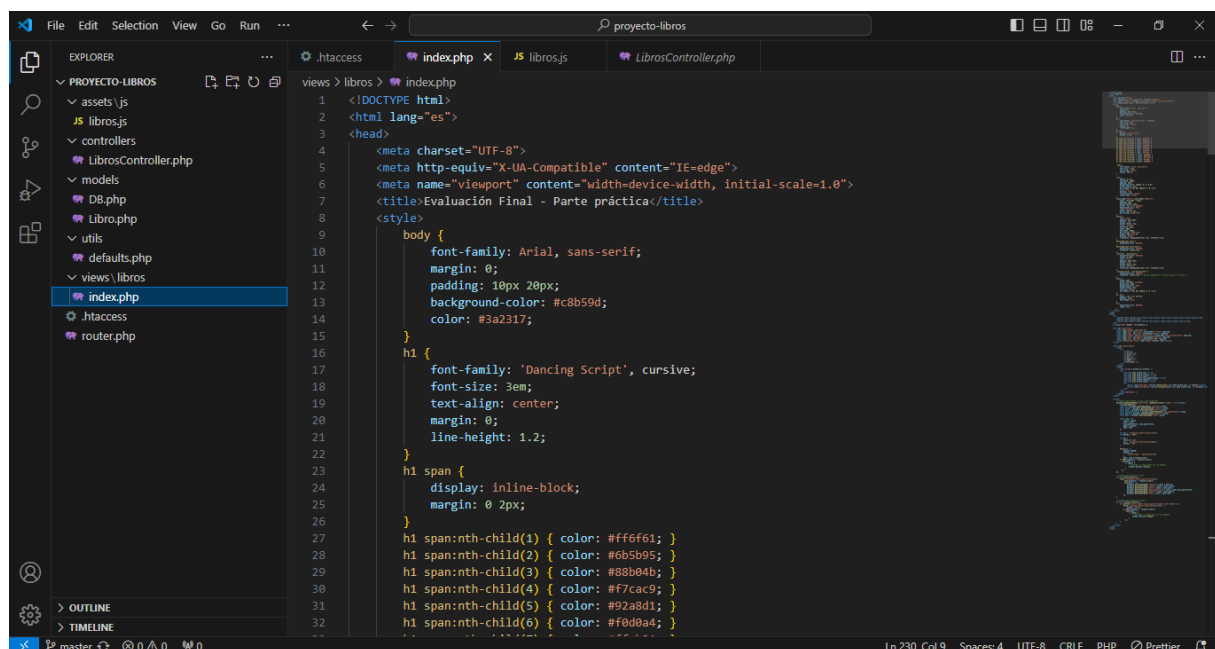 File Edit Selection View Go Run ··· proyecto-libros
EXPLORER ···
PROYECTO-LIBROS
assets\js
JS libros.js
controllers
LibrosController.php
models
DB.php
Libro.php
utils
defaults.php
views\libros
index.php
.htaccess
router.php
OUTLINE
TIMELINE
.htaccess index.php JS libros.js LibrosController.php ···
views > libros > index.php
1 <!DOCTYPE html>
2 <html lang="es">
3 <head>
4 <meta charset="UTF-8">
5 <meta http-equiv="X-UA-Compatible" content="IE=edge">
6 <meta name="viewport" content="width=device-width, initial-scale=1.0">
7 <title>Evaluación Final - Parte práctica</title>
8 <style>
9 body {
10 font-family: Arial, sans-serif;
11 margin: 0;
12 padding: 10px 20px;
13 background-color: #c8b59d;
14 color: #3a2317;
15 }
16 h1 {
17 font-family: 'Dancing Script', cursive;
18 font-size: 3em;
19 text-align: center;
20 margin: 0;
21 line-height: 1.2;
22 }
23 h1 span {
24 display: inline-block;
25 margin: 0 2px;
26 }
27 h1 span:nth-child(1) { color: #ff6f61; }
28 h1 span:nth-child(2) { color: #6b5b95; }
29 h1 span:nth-child(3) { color: #88b04b; }
30 h1 span:nth-child(4) { color: #f7cac9; }
31 h1 span:nth-child(5) { color: #92a8d1; }
32 h1 span:nth-child(6) { color: #f0d0a4; }
master 0 0 0 Ln 230, Col 9 Spaces: 4 UTF-8 CRLF PHP Prettier